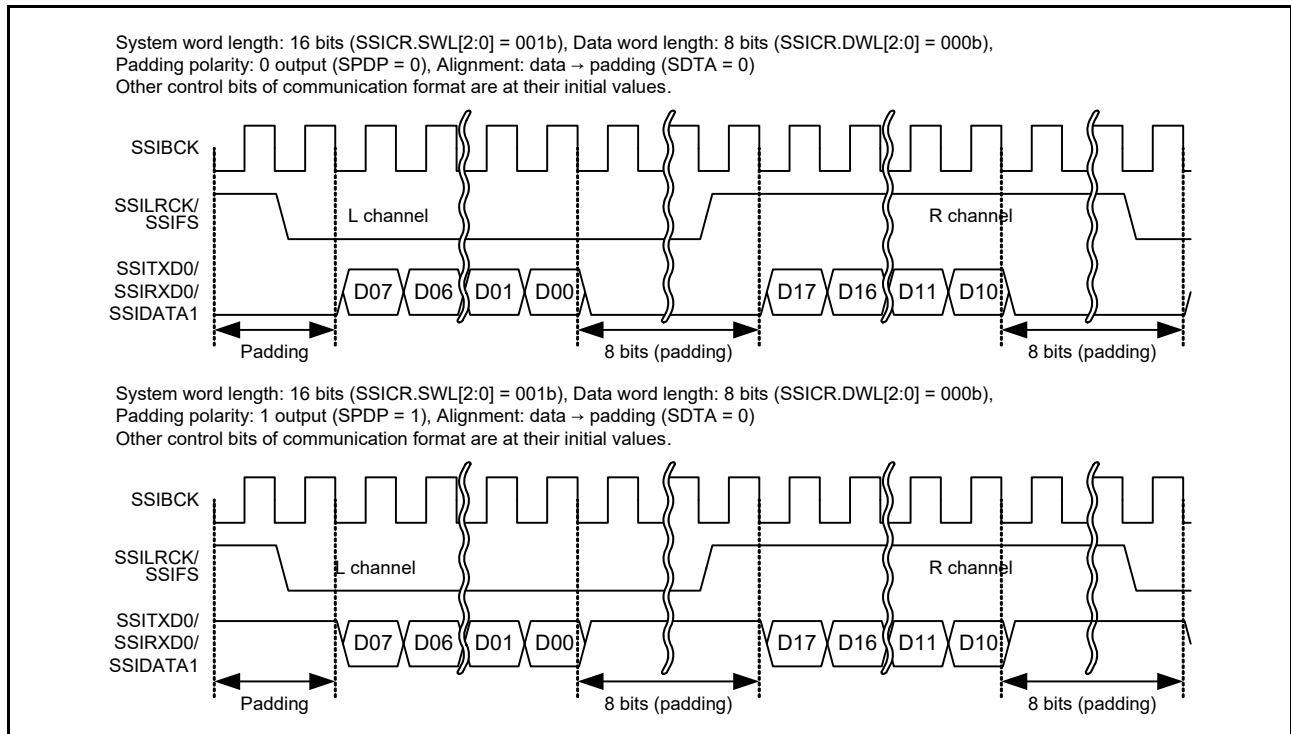 System word length: 16 bits (SSICR.SWL[2:0] = 001b), Data word length: 8 bits (SSICR.DWL[2:0] = 000b),
Padding polarity: 0 output (SPDP = 0), Alignment: data → padding (SDTA = 0)
Other control bits of communication format are at their initial values.
SSIBCK
SSILRCK/
SSIFS
L channel
R channel
SSITXD0/
SSIRXD0/
SSIDATA1
D07 D06 D01 D00 D17 D16 D11 D10
Padding 8 bits (padding) 8 bits (padding)
System word length: 16 bits (SSICR.SWL[2:0] = 001b), Data word length: 8 bits (SSICR.DWL[2:0] = 000b),
Padding polarity: 1 output (SPDP = 1), Alignment: data → padding (SDTA = 0)
Other control bits of communication format are at their initial values.
SSIBCK
SSILRCK/
SSIFS
L channel
R channel
SSITXD0/
SSIRXD0/
SSIDATA1
D07 D06 D01 D00 D17 D16 D11 D10
Padding 8 bits (padding) 8 bits (padding)